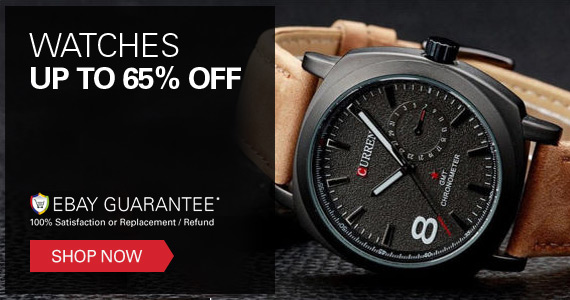 WATCHES
UP TO 65% OFF
EBAY GUARANTEE*
100% Satisfaction or Replacement / Refund
SHOP NOW
CURREN
GMT
CHRONOMETER
8